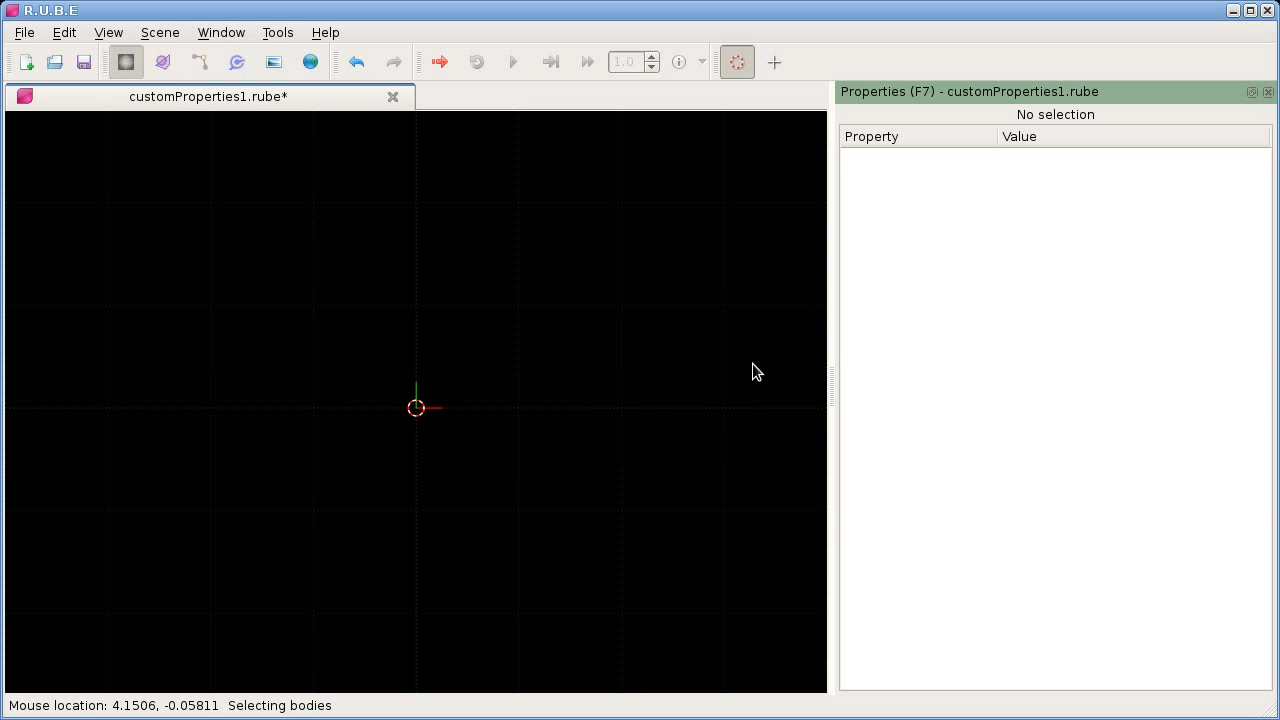 R.U.B.E
File Edit View Scene Window Tools Help
1.0
customProperties1.rube*
Properties (F7) - customProperties1.rube
No selection
Property Value
Mouse location: 4.1506, -0.05811 Selecting bodies